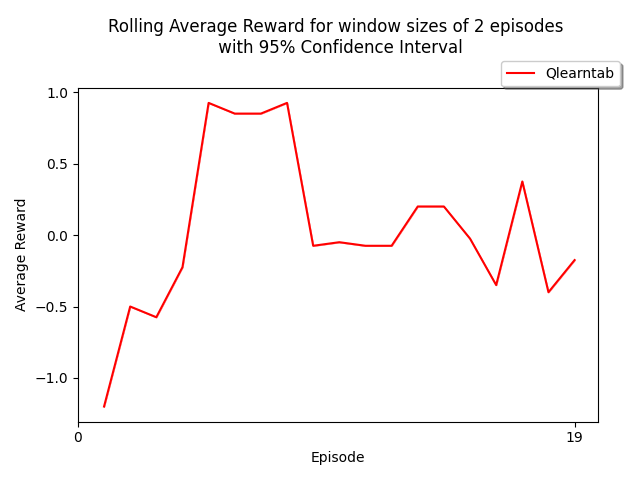 Rolling Average Reward for window sizes of 2 episodes
with 95% Confidence Interval
Qlearntab
1.0
0.5
0.0
−0.5
−1.0
Average Reward
0
19
Episode